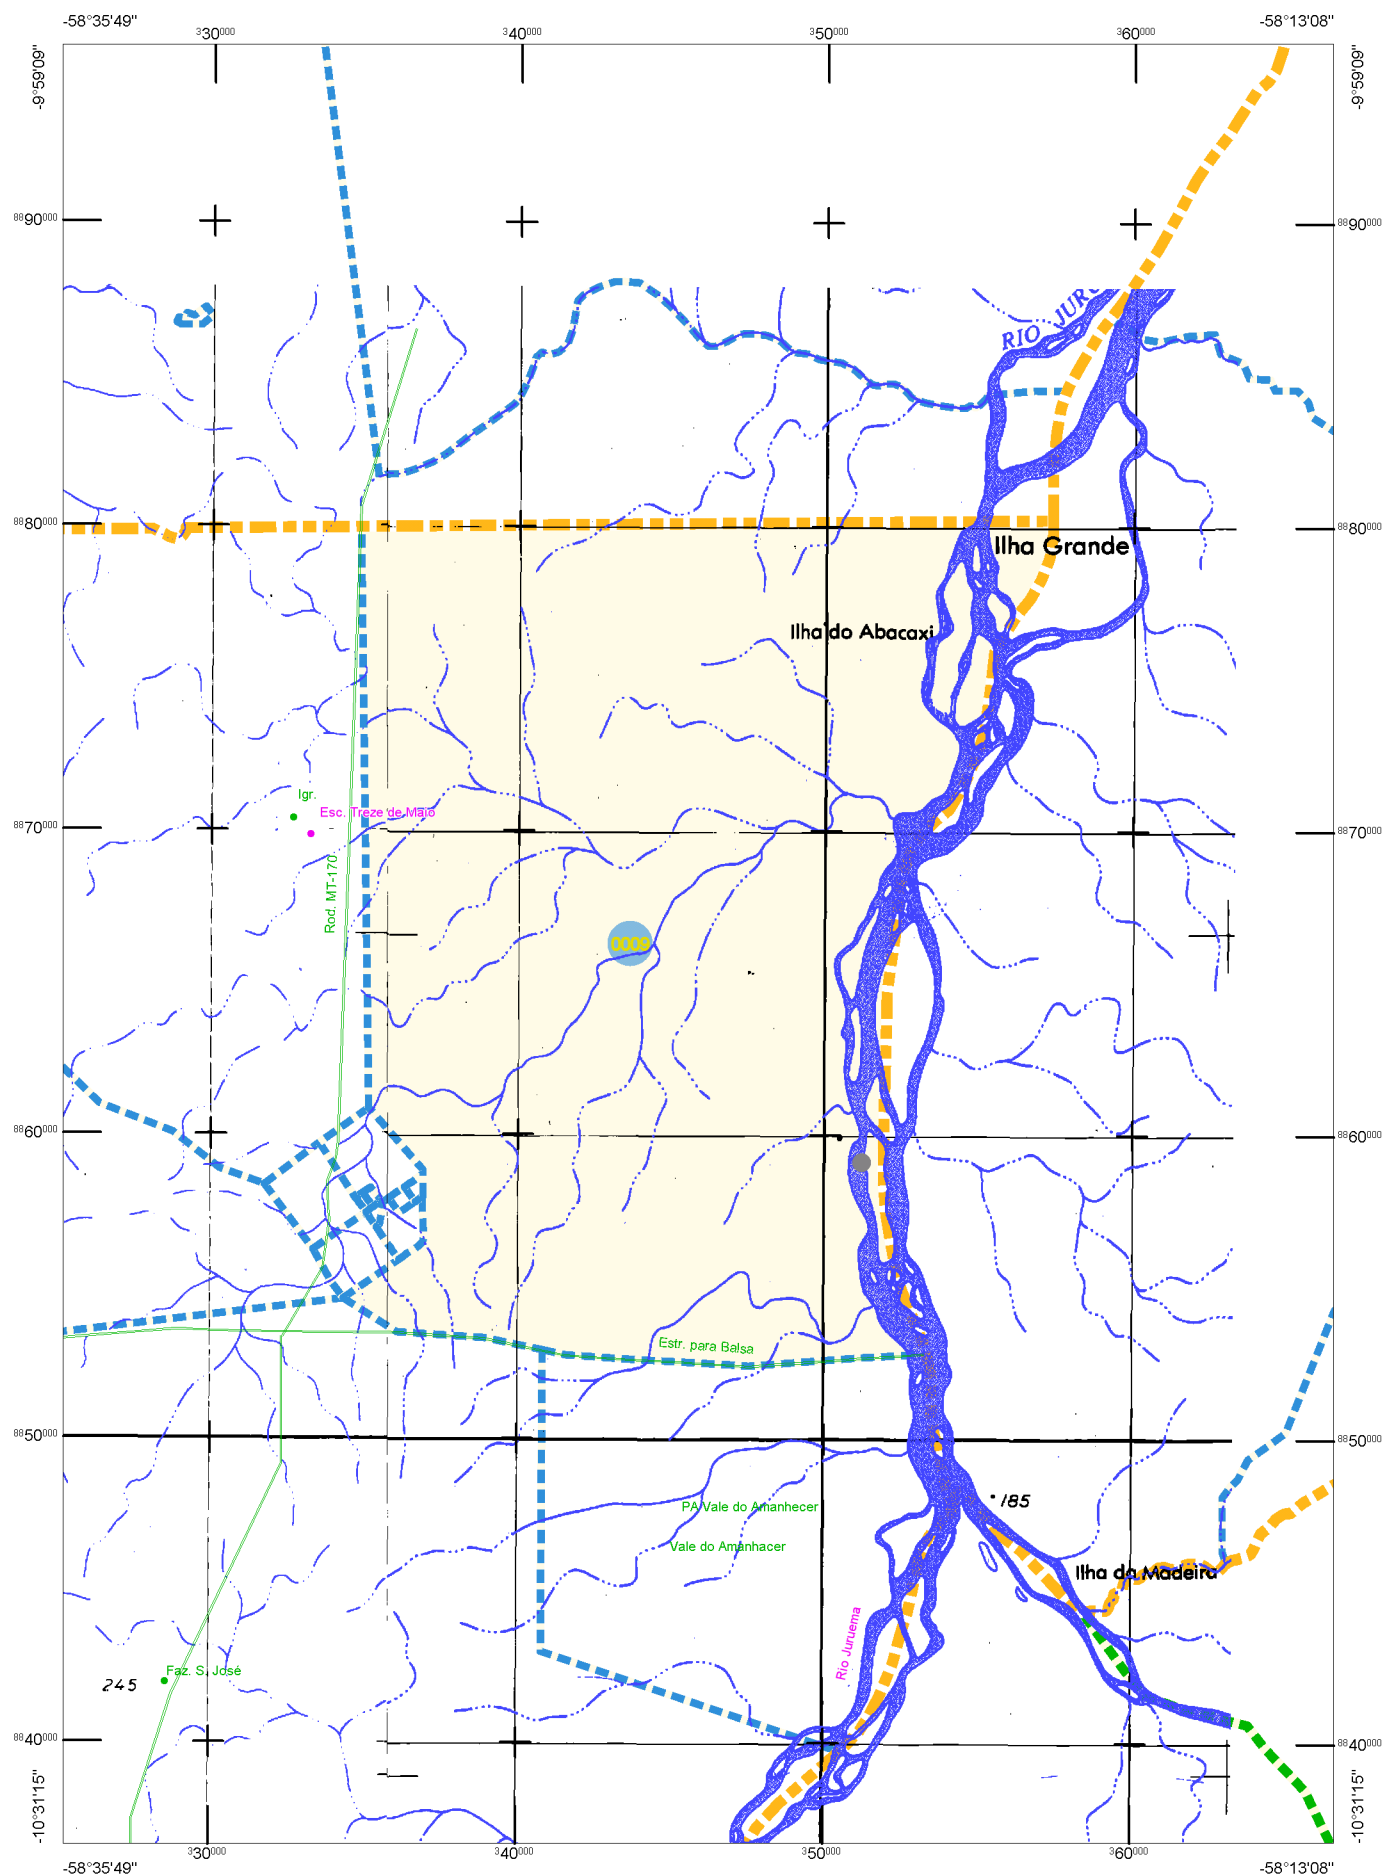 -58°35'49" -58°13'08"
330000 340000 350000 360000
-9°59'09" -9°59'09"
8890000 8890000
RIO JURU
8880000 8880000
Ilha Grande
Ilha do Abacaxi
Igr.
Esc. Treze de Maio
8870000 8870000
Rod. MT-170
0009
8860000 8860000
Estr. para Balsa
8850000 8850000
185
PA Vale do Amanhecer
Vale do Amanhacer
Ilha da Madeira
Rio Juruema
Faz. S. José
245
8840000 8840000
-10°31'15" -10°31'15"
330000 340000 350000 360000
-58°35'49" -58°13'08"